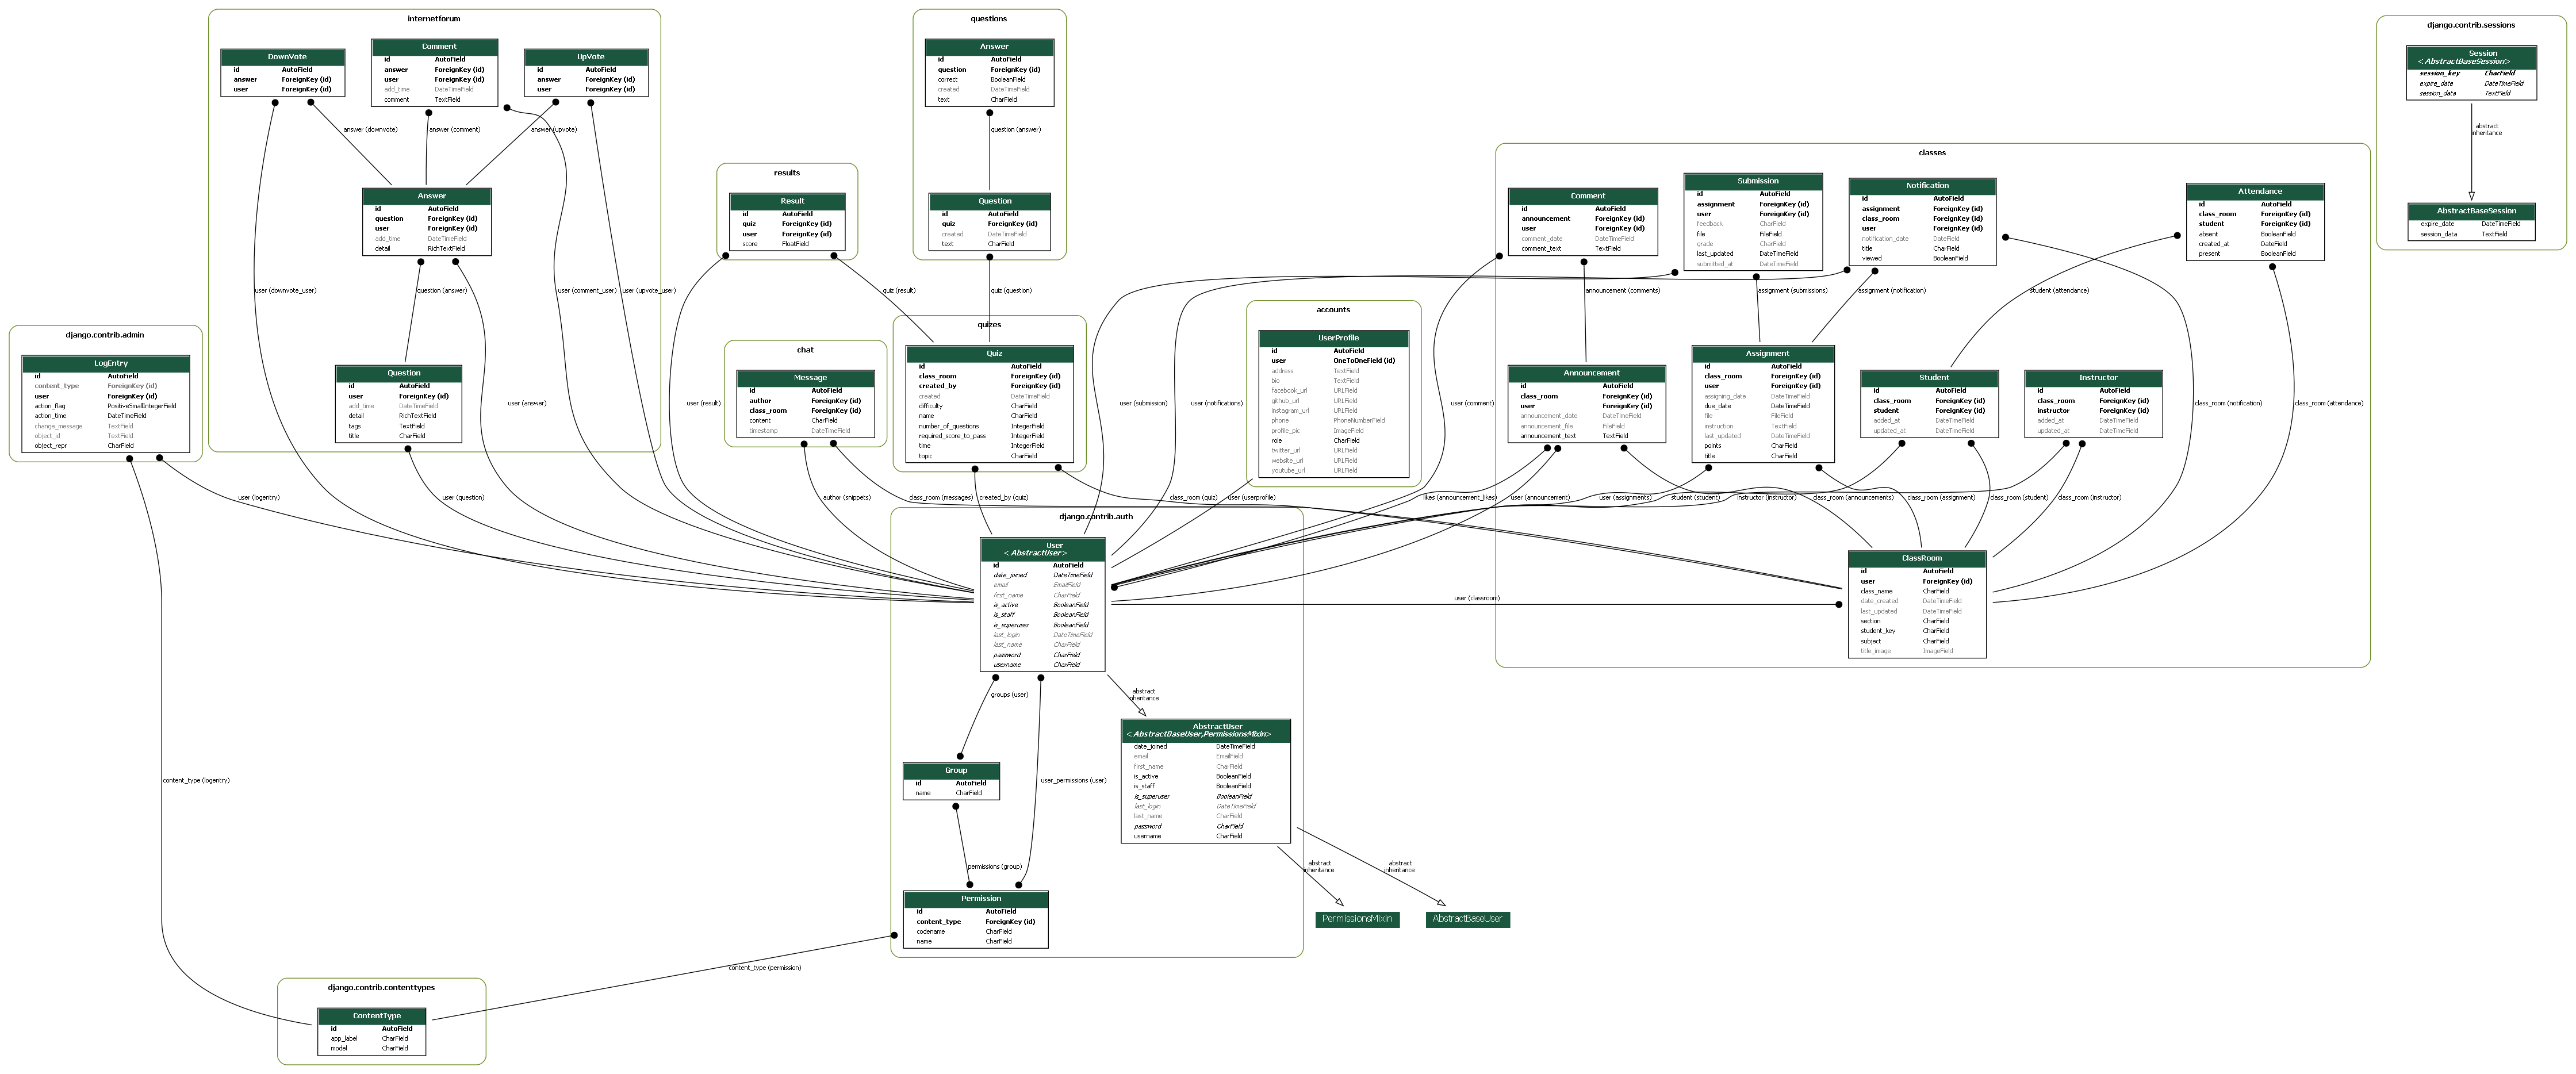 internetforum
DownVote
id AutoField
answer ForeignKey (id)
user ForeignKey (id)
Comment
id AutoField
answer ForeignKey (id)
user ForeignKey (id)
add_time DateTimeField
comment TextField
UpVote
id AutoField
answer ForeignKey (id)
user ForeignKey (id)
answer (downvote)
answer (comment)
answer (upvote)
Answer
id AutoField
question ForeignKey (id)
user ForeignKey (id)
add_time DateTimeField
detail RichTextField
user (downvote_user)
question (answer)
user (comment_user)
user (upvote_user)
Question
id AutoField
user ForeignKey (id)
add_time DateTimeField
detail RichTextField
tags TextField
title CharField
user (answer)
user (question)
questions
Answer
id AutoField
question ForeignKey (id)
correct BooleanField
created DateTimeField
text CharField
question (answer)
Question
id AutoField
quiz ForeignKey (id)
created DateTimeField
text CharField
quiz (question)
results
Result
id AutoField
quiz ForeignKey (id)
user ForeignKey (id)
score FloatField
quiz (result)
user (result)
quizes
Quiz
id AutoField
class_room ForeignKey (id)
created_by ForeignKey (id)
created DateTimeField
difficulty CharField
name CharField
number_of_questions IntegerField
required_score_to_pass IntegerField
time IntegerField
topic CharField
chat
Message
id AutoField
author ForeignKey (id)
class_room ForeignKey (id)
content CharField
timestamp DateTimeField
author (snippets)
class_room (messages)
created_by (quiz)
class_room (quiz)
accounts
UserProfile
id AutoField
user OneToOneField (id)
address TextField
bio TextField
facebook_url URLField
github_url URLField
instagram_url URLField
phone PhoneNumberField
profile_pic ImageField
role CharField
twitter_url URLField
website_url URLField
youtube_url URLField
user (userprofile)
user (submission)
user (notifications)
user (comment)
classes
Comment
id AutoField
announcement ForeignKey (id)
user ForeignKey (id)
comment_date DateTimeField
comment_text TextField
Submission
id AutoField
assignment ForeignKey (id)
user ForeignKey (id)
feedback CharField
file FileField
grade CharField
last_updated DateTimeField
submitted_at DateTimeField
Notification
id AutoField
assignment ForeignKey (id)
class_room ForeignKey (id)
user ForeignKey (id)
notification_date DateField
title CharField
viewed BooleanField
Attendance
id AutoField
class_room ForeignKey (id)
student ForeignKey (id)
absent BooleanField
created_at DateField
present BooleanField
announcement (comments)
assignment (submissions)
assignment (notification)
student (attendance)
Announcement
id AutoField
class_room ForeignKey (id)
user ForeignKey (id)
announcement_date DateTimeField
announcement_file FileField
announcement_text TextField
Assignment
id AutoField
class_room ForeignKey (id)
user ForeignKey (id)
assigning_date DateTimeField
due_date DateTimeField
file FileField
instruction TextField
last_updated DateTimeField
points CharField
title CharField
Student
id AutoField
class_room ForeignKey (id)
student ForeignKey (id)
added_at DateTimeField
updated_at DateTimeField
Instructor
id AutoField
class_room ForeignKey (id)
instructor ForeignKey (id)
added_at DateTimeField
updated_at DateTimeField
class_room (notification)
class_room (attendance)
likes (announcement_likes)
user (announcement)
user (assignments)
student (student)
instructor (instructor)
class_room (announcements)
class_room (assignment)
class_room (student)
class_room (instructor)
ClassRoom
id AutoField
user ForeignKey (id)
class_name CharField
date_created DateTimeField
last_updated DateTimeField
section CharField
student_key CharField
subject CharField
title_image ImageField
user (classroom)
django.contrib.sessions
Session
<AbstractBaseSession>
session_key CharField
expire_date DateTimeField
session_data TextField
abstract
inheritance
AbstractBaseSession
expire_date DateTimeField
session_data TextField
django.contrib.admin
LogEntry
id AutoField
content_type ForeignKey (id)
user ForeignKey (id)
action_flag PositiveSmallIntegerField
action_time DateTimeField
change_message TextField
object_id TextField
object_repr CharField
user (logentry)
content_type (logentry)
django.contrib.auth
User
<AbstractUser>
id AutoField
date_joined DateTimeField
email EmailField
first_name CharField
is_active BooleanField
is_staff BooleanField
is_superuser BooleanField
last_login DateTimeField
last_name CharField
password CharField
username CharField
groups (user)
abstract
inheritance
AbstractUser
<AbstractBaseUser,PermissionsMixin>
date_joined DateTimeField
email EmailField
first_name CharField
is_active BooleanField
is_staff BooleanField
is_superuser BooleanField
last_login DateTimeField
last_name CharField
password CharField
username CharField
Group
id AutoField
name CharField
user_permissions (user)
permissions (group)
Permission
id AutoField
content_type ForeignKey (id)
codename CharField
name CharField
abstract
inheritance
abstract
inheritance
PermissionsMixin
AbstractBaseUser
content_type (permission)
django.contrib.contenttypes
ContentType
id AutoField
app_label CharField
model CharField